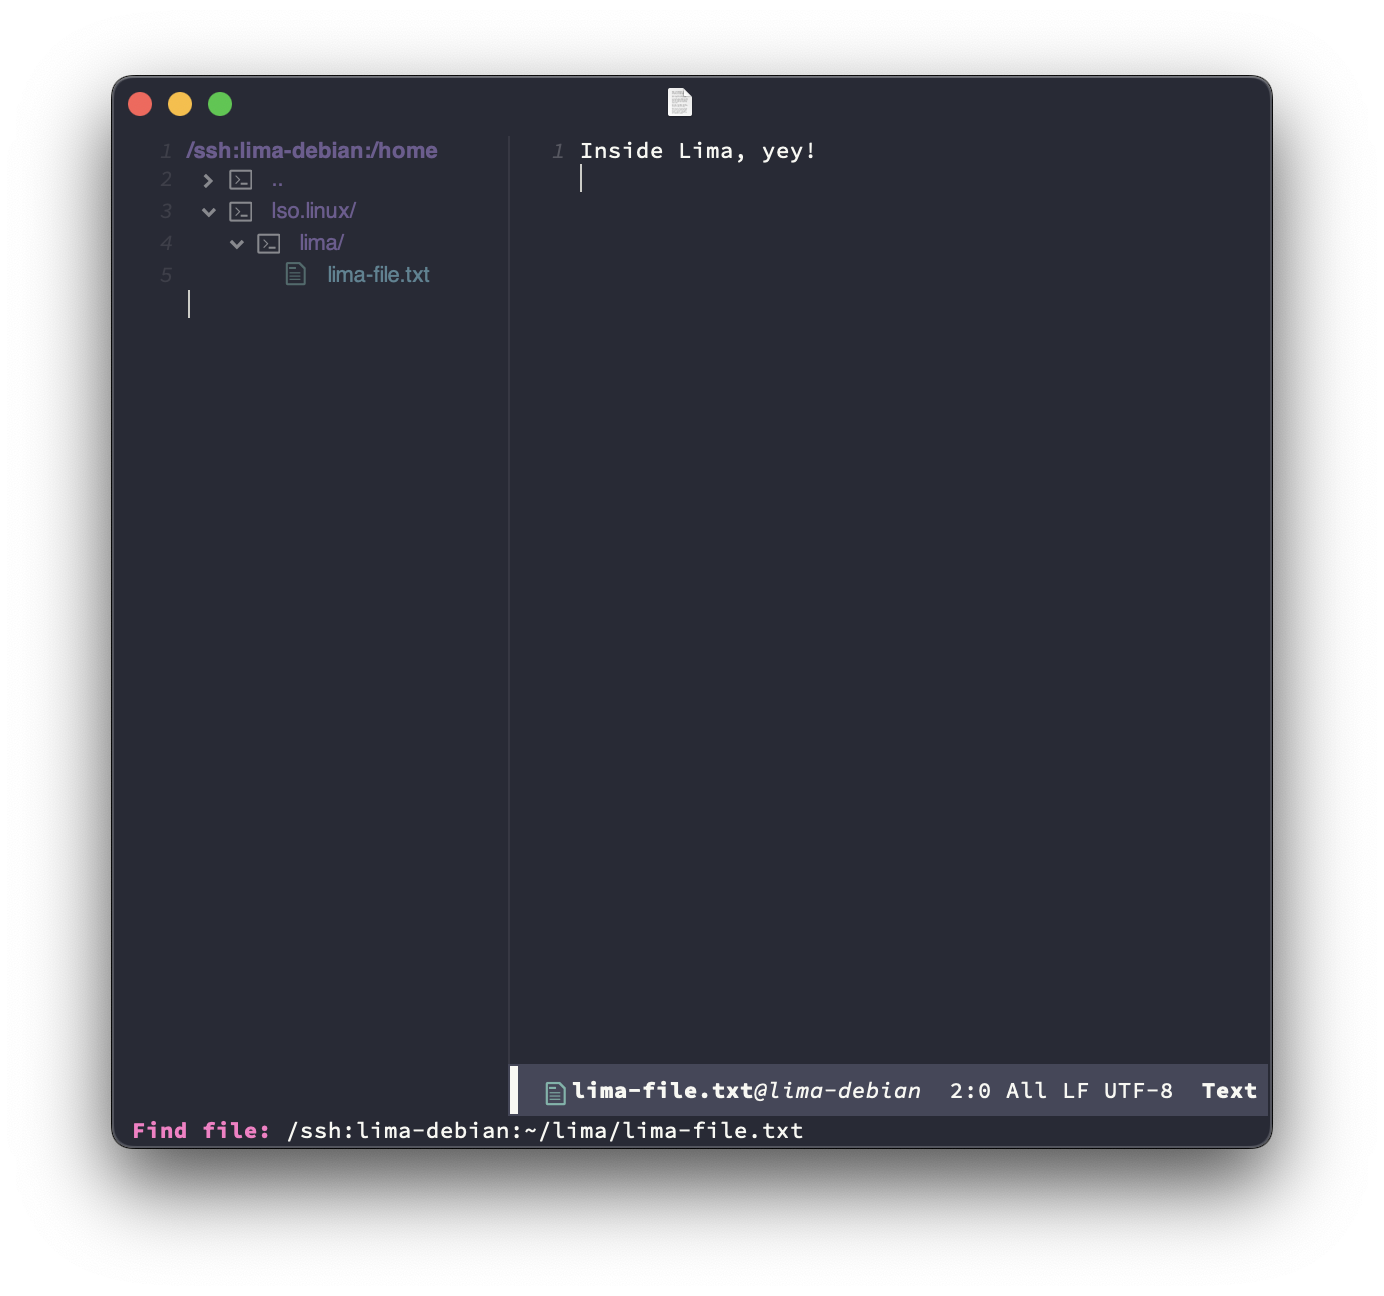 1 /ssh:lima-debian:/home
2 ..
3 lso.linux/
4 lima/
5 lima-file.txt
1 Inside Lima, yey!
lima-file.txt@lima-debian 2:0 All LF UTF-8 Text
Find file: /ssh:lima-debian:~/lima/lima-file.txt